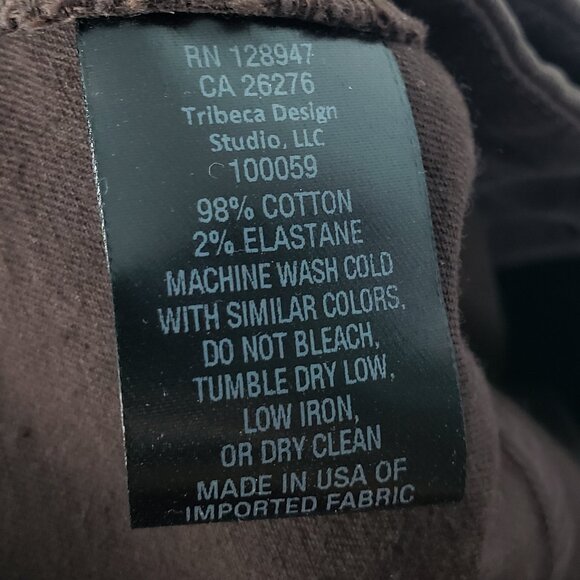 RN 128947
CA 26276
Tribeca Design
Studio, LLC
C100059
98% COTTON
2% ELASTANE
MACHINE WASH COLD
WITH SIMILAR COLORS,
DO NOT BLEACH,
TUMBLE DRY LOW,
LOW IRON,
OR DRY CLEAN
MADE IN USA OF
IMPORTED FABRIC